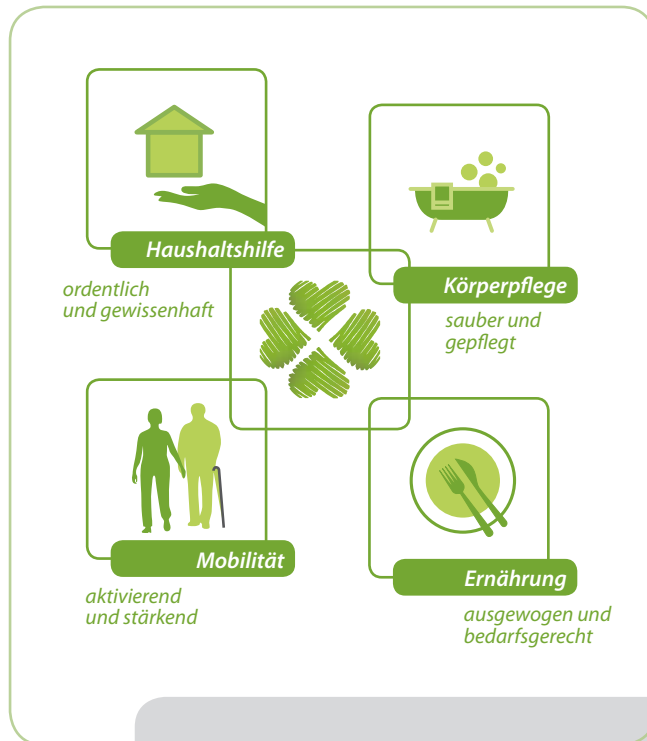 Haushaltshilfe
ordentlich
und gewissenhaft
Körperpflege
sauber und
gepflegt
Mobilität
aktivierend
und stärkend
Ernährung
ausgewogen und
bedarfsgerecht